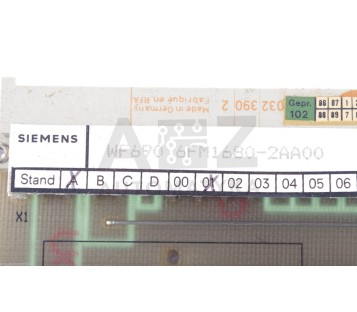 Made in Germany
Fabriqué en RFA
032 390 2
Gepr. 86 87 1
102 88 89 7
SIEMENS
WF680 6FM1680-2AA00
Stand A B C D 00 01 02 03 04 05 06
X1